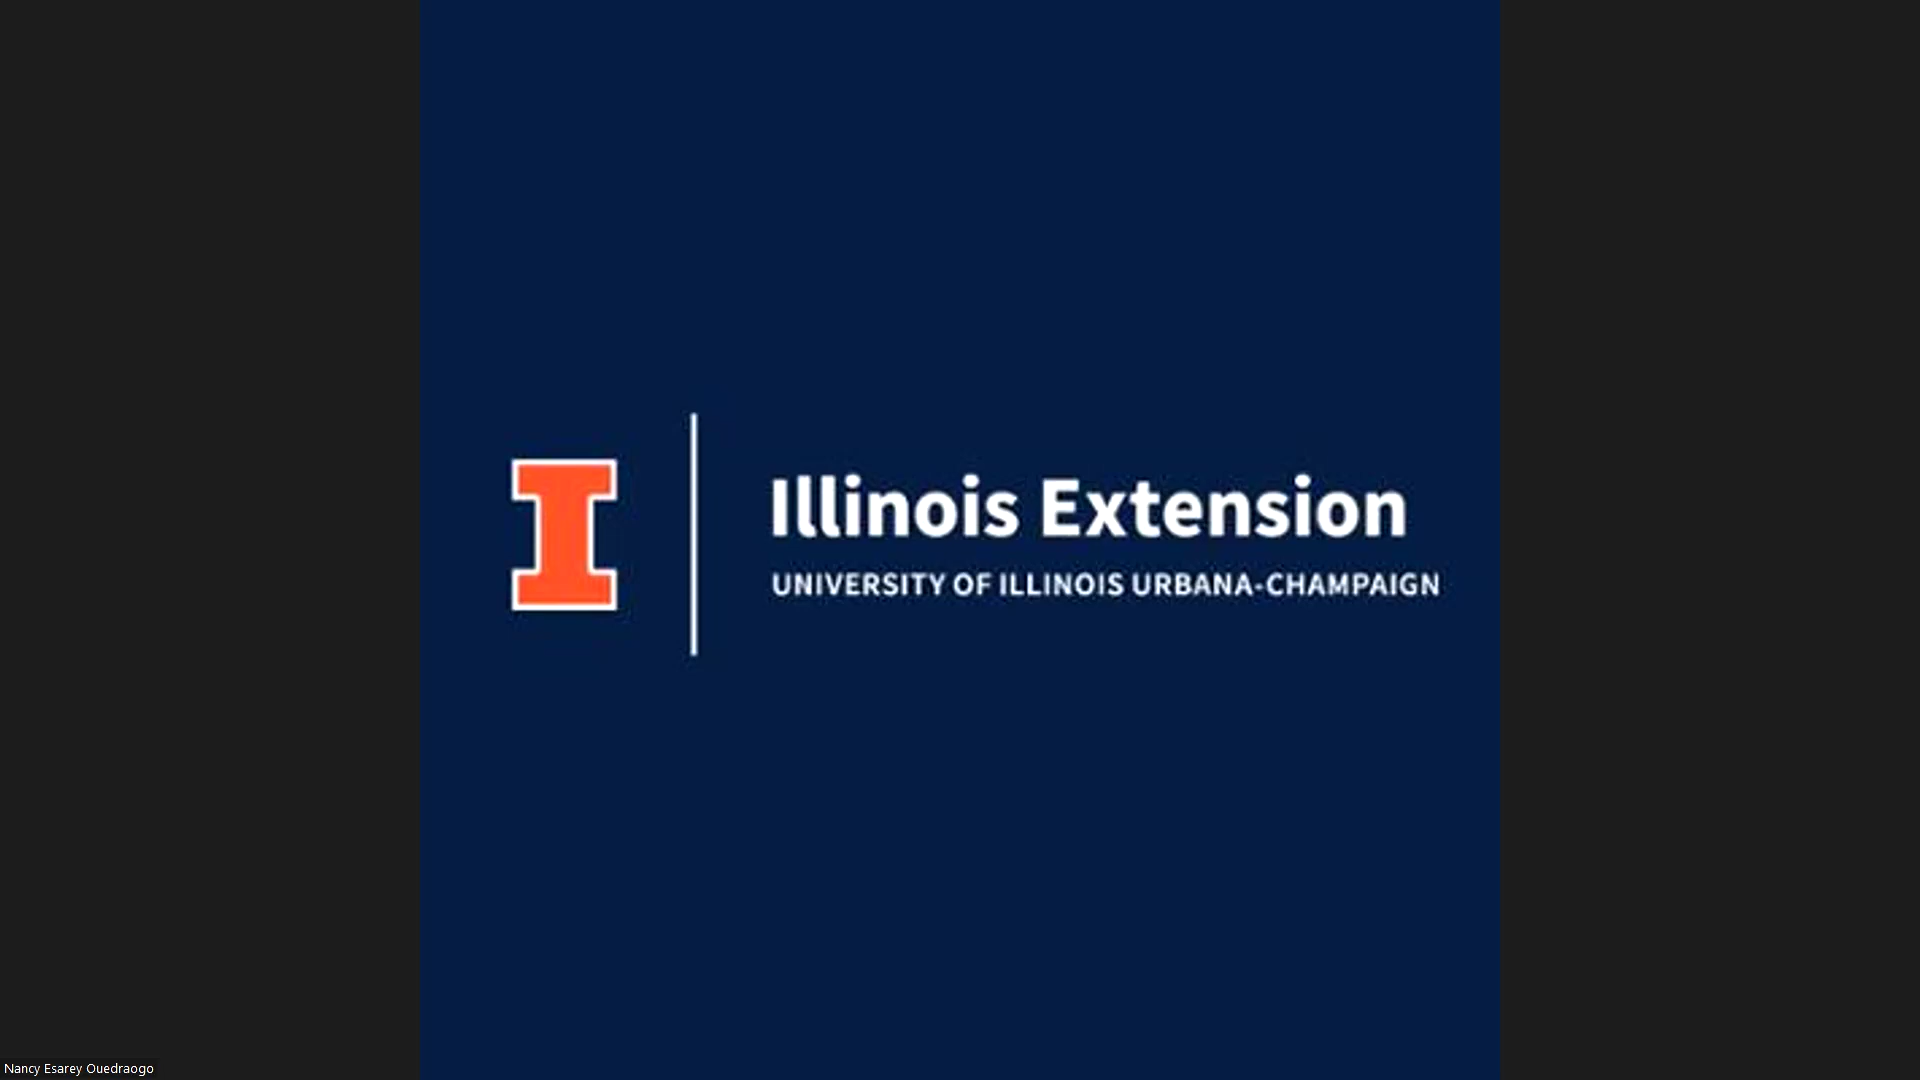 I
Illinois Extension
UNIVERSITY OF ILLINOIS URBANA-CHAMPAIGN
Nancy Esarey Ouedraogo